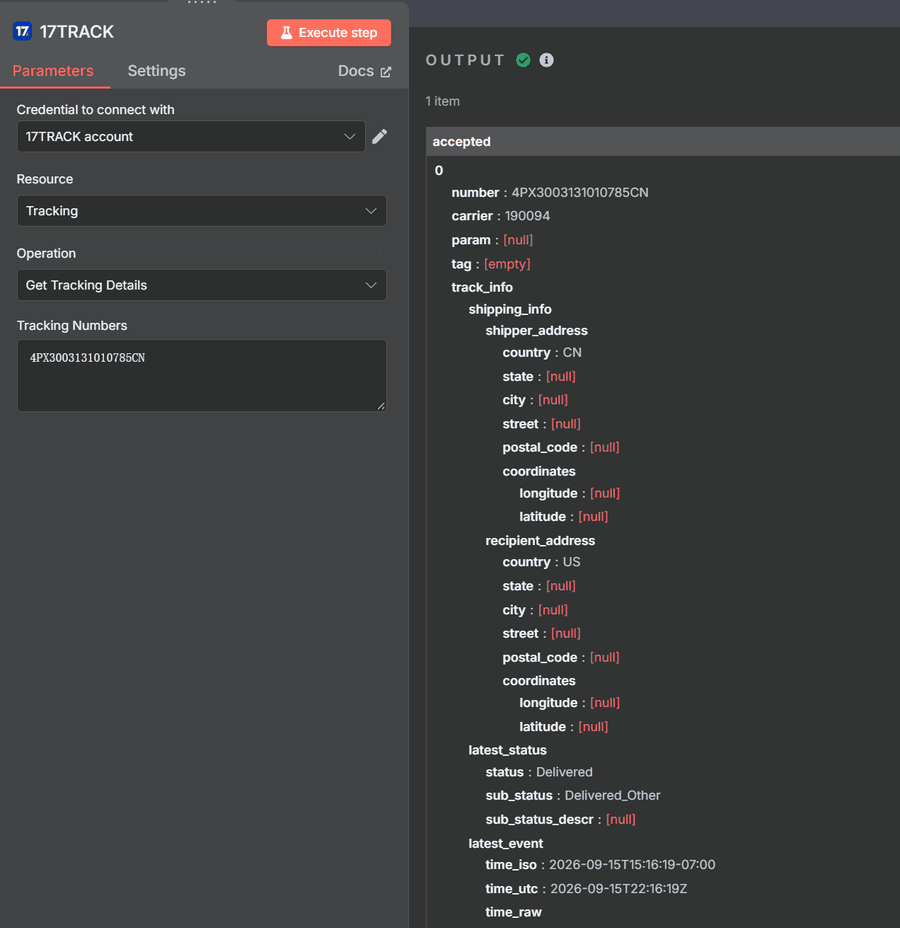 17 17TRACK
Execute step
Parameters
Settings
Docs
Credential to connect with
17TRACK account
Resource
Tracking
Operation
Get Tracking Details
Tracking Numbers
4PX3003131010785CN
OUTPUT
1 item
accepted
0
number : 4PX3003131010785CN
carrier : 190094
param : [null]
tag : [empty]
track_info
shipping_info
shipper_address
country : CN
state : [null]
city : [null]
street : [null]
postal_code : [null]
coordinates
longitude : [null]
latitude : [null]
recipient_address
country : US
state : [null]
city : [null]
street : [null]
postal_code : [null]
coordinates
longitude : [null]
latitude : [null]
latest_status
status : Delivered
sub_status : Delivered_Other
sub_status_descr : [null]
latest_event
time_iso : 2026-09-15T15:16:19-07:00
time_utc : 2026-09-15T22:16:19Z
time_raw